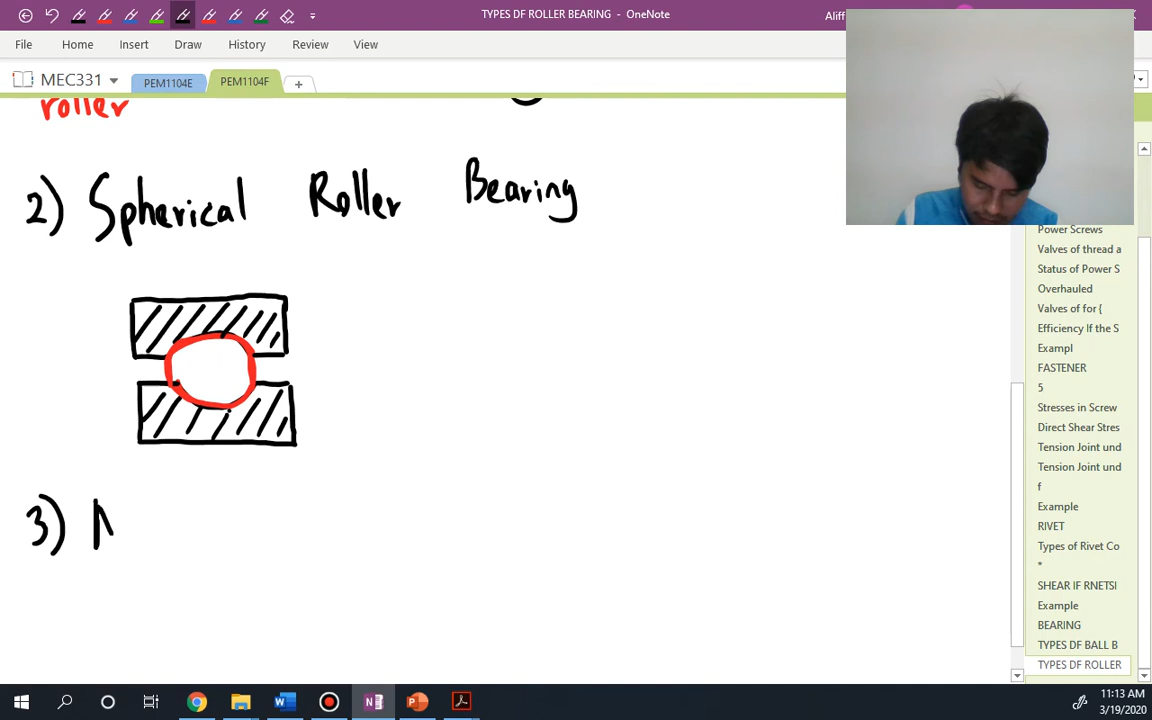 TYPES DF ROLLER BEARING - OneNote
Aliff
File Home Insert Draw History Review View
MEC331 PEM1104E PEM1104F
roller
2) Spherical Roller Bearing
3)
Power Screws
Valves of thread a
Status of Power S
Overhauled
Valves of for {
Efficiency If the S
Exampl
FASTENER
5
Stresses in Screw
Direct Shear Stres
Tension Joint und
Tension Joint und
f
Example
RIVET
Types of Rivet Co
*
SHEAR IF RNETSI
Example
BEARING
TYPES DF BALL B
TYPES DF ROLLER
11:13 AM
3/19/2020